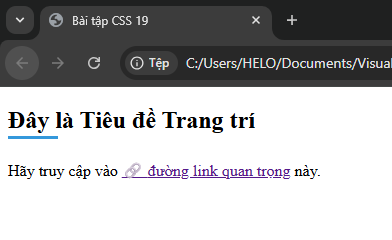 Bài tập CSS 19
Tệp C:/Users/HELO/Documents/Visual
Đây là Tiêu đề Trang trí
Hãy truy cập vào 🔗 đường link quan trọng này.